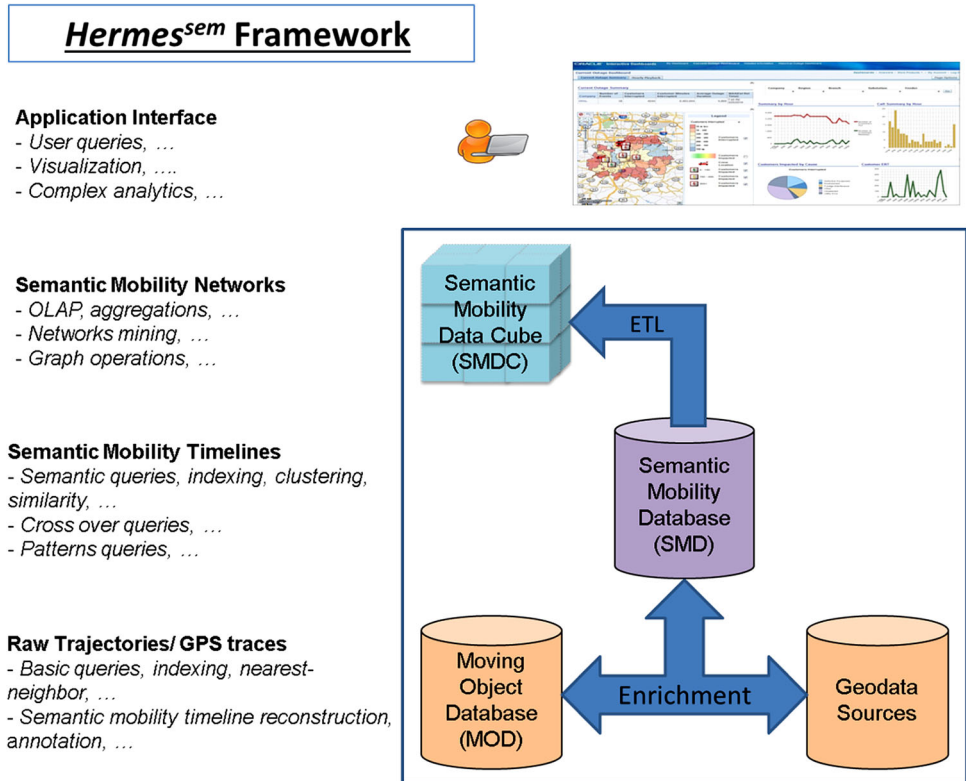 Hermes^sem Framework
Application Interface
- User queries, …
- Visualization, ….
- Complex analytics, …
Semantic Mobility Networks
- OLAP, aggregations, …
- Networks mining, …
- Graph operations, …
Semantic Mobility Timelines
- Semantic queries, indexing, clustering,
similarity, …
- Cross over queries, …
- Patterns queries, …
Raw Trajectories/ GPS traces
- Basic queries, indexing, nearest-
neighbor, …
- Semantic mobility timeline reconstruction,
annotation, …
Semantic
Mobility
Data Cube
(SMDC)
ETL
Semantic
Mobility
Database
(SMD)
Moving
Object
Database
(MOD)
Enrichment
Geodata
Sources